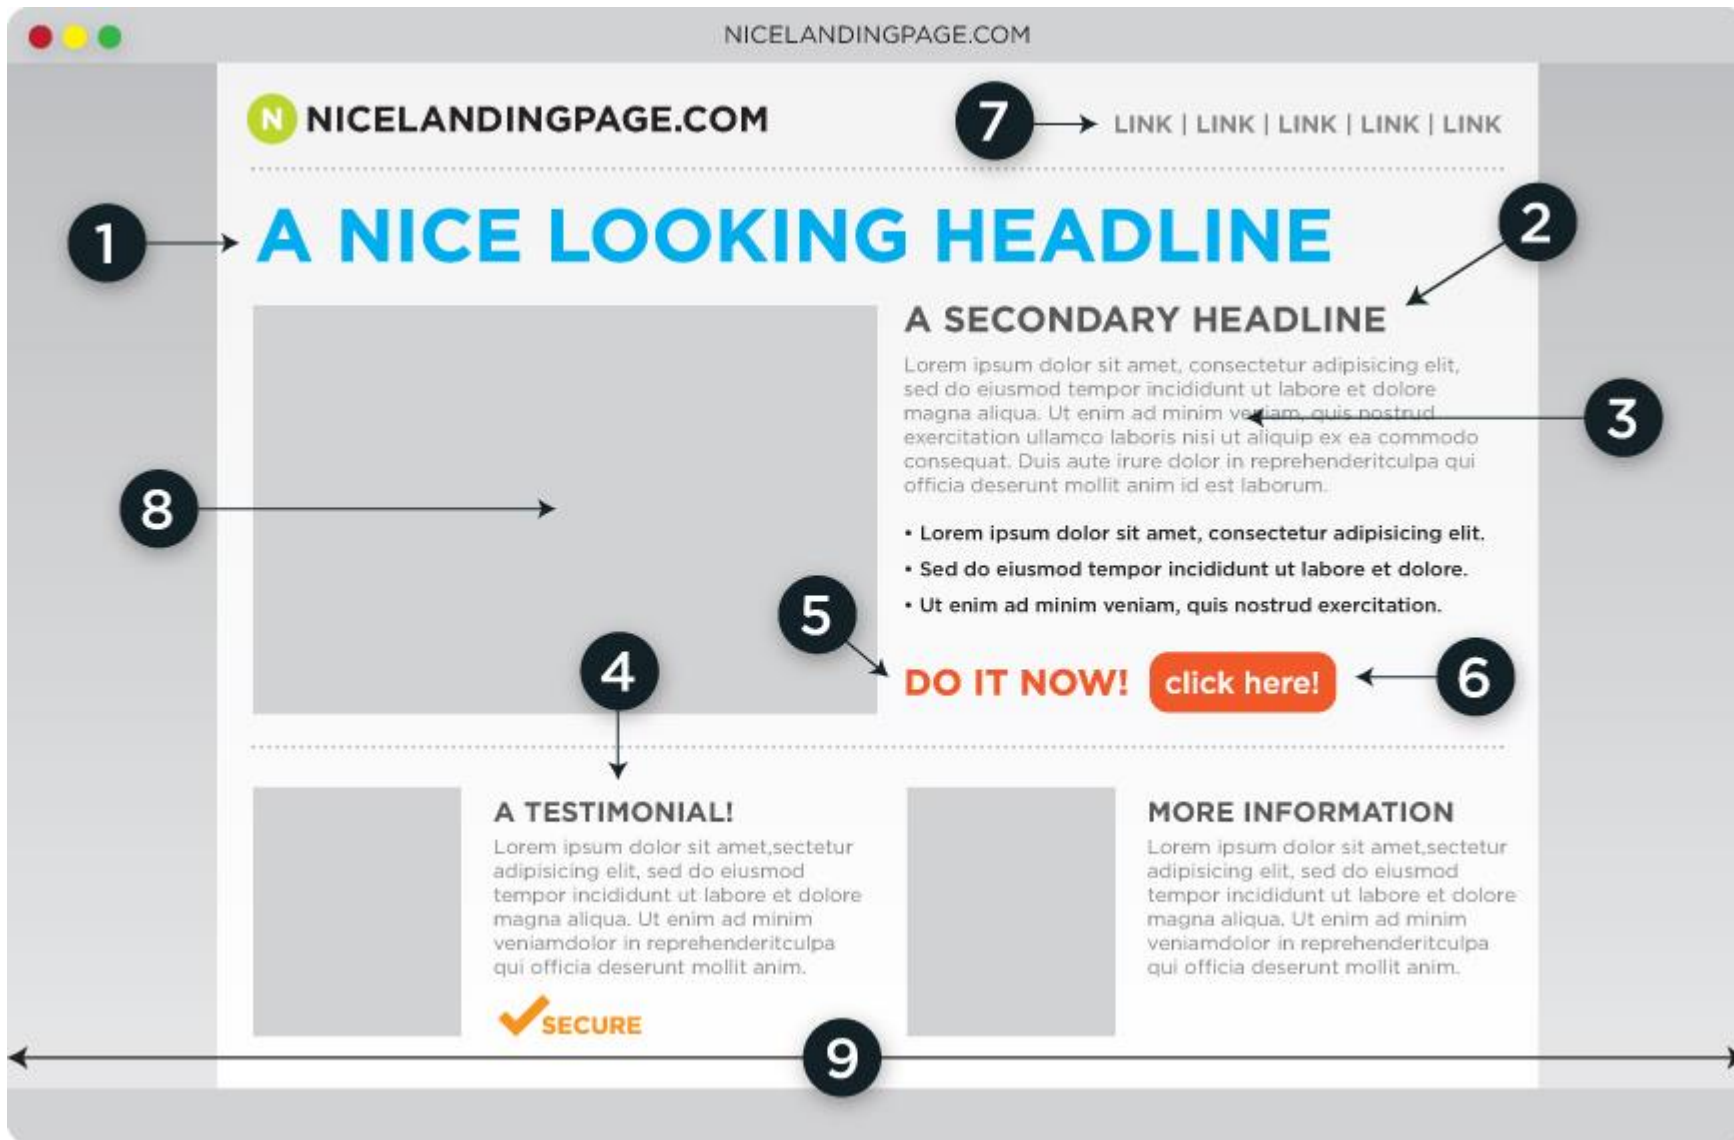 NICELANDINGPAGE.COM
N NICELANDINGPAGE.COM
7
LINK | LINK | LINK | LINK | LINK
1
A NICE LOOKING HEADLINE
2
A SECONDARY HEADLINE
Lorem ipsum dolor sit amet, consectetur adipisicing elit,
sed do eiusmod tempor incididunt ut labore et dolore
magna aliqua. Ut enim ad minim veniam, quis nostrud
exercitation ullamco laboris nisi ut aliquip ex ea commodo
consequat. Duis aute irure dolor in reprehenderitculpa qui
officia deserunt mollit anim id est laborum.
3
8
• Lorem ipsum dolor sit amet, consectetur adipisicing elit.
• Sed do eiusmod tempor incididunt ut labore et dolore.
• Ut enim ad minim veniam, quis nostrud exercitation.
5
DO IT NOW!
click here!
6
4
A TESTIMONIAL!
Lorem ipsum dolor sit amet,sectetur
adipisicing elit, sed do eiusmod
tempor incididunt ut labore et dolore
magna aliqua. Ut enim ad minim
veniamdolor in reprehenderitculpa
qui officia deserunt mollit anim.
SECURE
MORE INFORMATION
Lorem ipsum dolor sit amet,sectetur
adipisicing elit, sed do eiusmod
tempor incididunt ut labore et dolore
magna aliqua. Ut enim ad minim
veniamdolor in reprehenderitculpa
qui officia deserunt mollit anim.
9